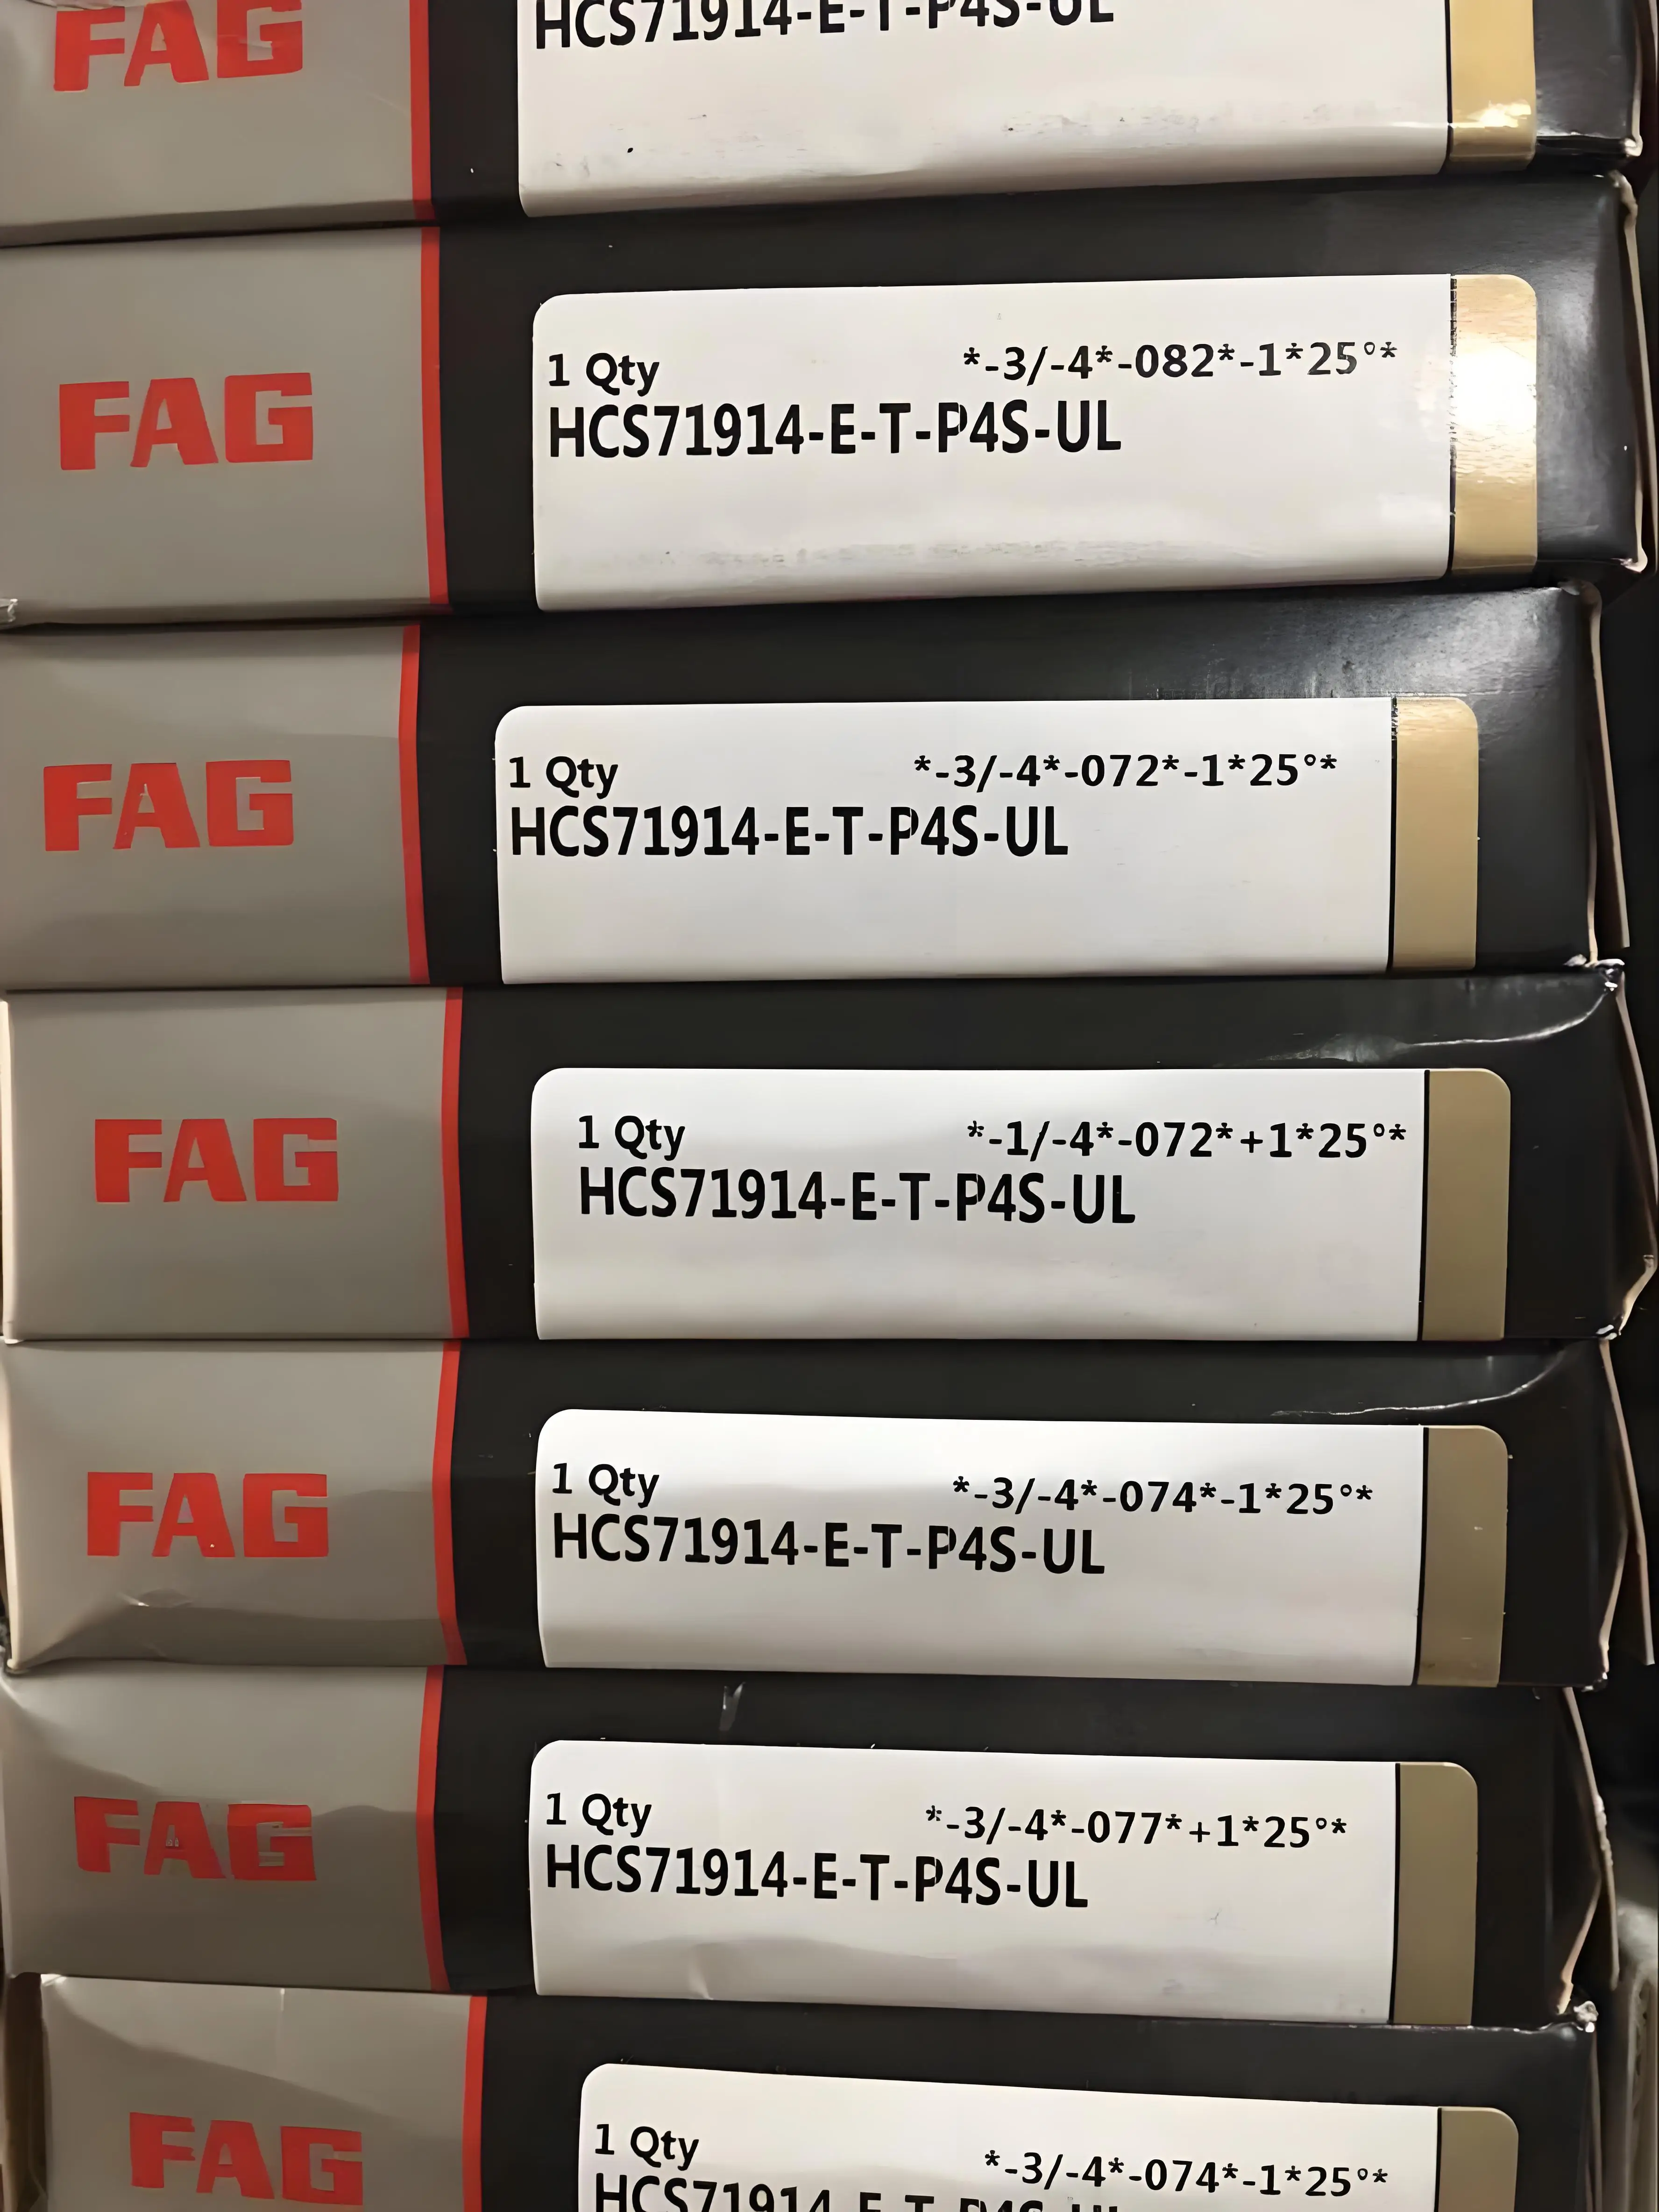 FAG
HCS71914-E-T-P4S-UL
FAG
1 Qty *-3/-4*-082*-1*25°*
HCS71914-E-T-P4S-UL
FAG
1 Qty *-3/-4*-072*-1*25°*
HCS71914-E-T-P4S-UL
FAG
1 Qty *-1/-4*-072*+1*25°*
HCS71914-E-T-P4S-UL
FAG
1 Qty *-3/-4*-074*-1*25°*
HCS71914-E-T-P4S-UL
FAG
1 Qty *-3/-4*-077*+1*25°*
HCS71914-E-T-P4S-UL
FAG
1 Qty *-3/-4*-074*-1*25°*
HCS71914-E-T-P4S-UL